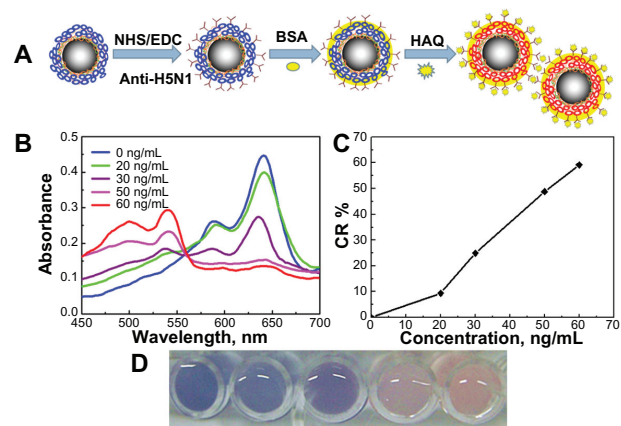 A
NHS/EDC
Anti-H5N1
BSA
HAQ
B
0.5
0.4
0.3
0.2
0.1
0.0
Absorbance
0 ng/mL
20 ng/mL
30 ng/mL
50 ng/mL
60 ng/mL
450 500 550 600 650 700
Wavelength, nm
C
70
60
50
40
30
20
10
0
CR %
0 10 20 30 40 50 60 70
Concentration, ng/mL
D